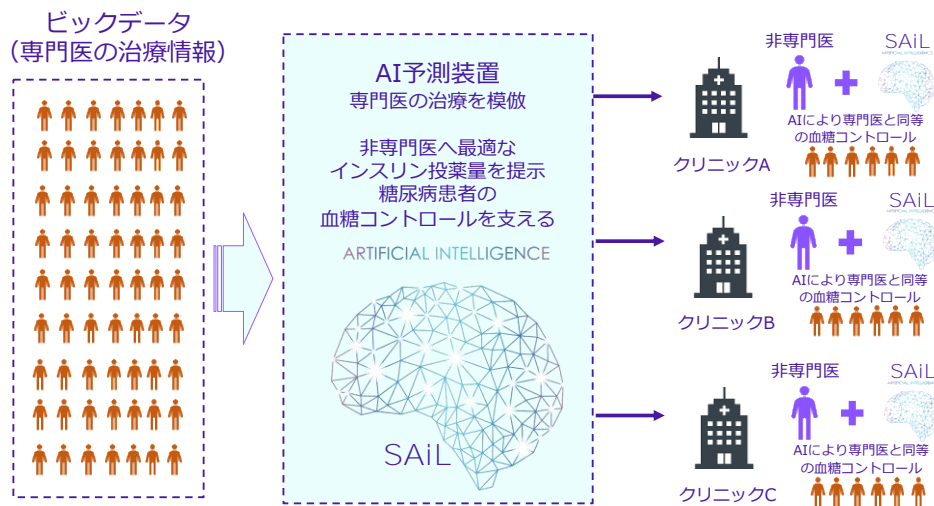 ビックデータ
（専門医の治療情報）
AI予測装置
専門医の治療を模倣
非専門医へ最適な
インスリン投薬量を提示
糖尿病患者の
血糖コントロールを支える
ARTIFICIAL INTELLIGENCE
SAiL
非専門医
SAiL
ARTIFICIAL INTELLIGENCE
AIにより専門医と同等
の血糖コントロール
クリニックA
非専門医
SAiL
ARTIFICIAL INTELLIGENCE
AIにより専門医と同等
の血糖コントロール
クリニックB
非専門医
SAiL
ARTIFICIAL INTELLIGENCE
AIにより専門医と同等
の血糖コントロール
クリニックC